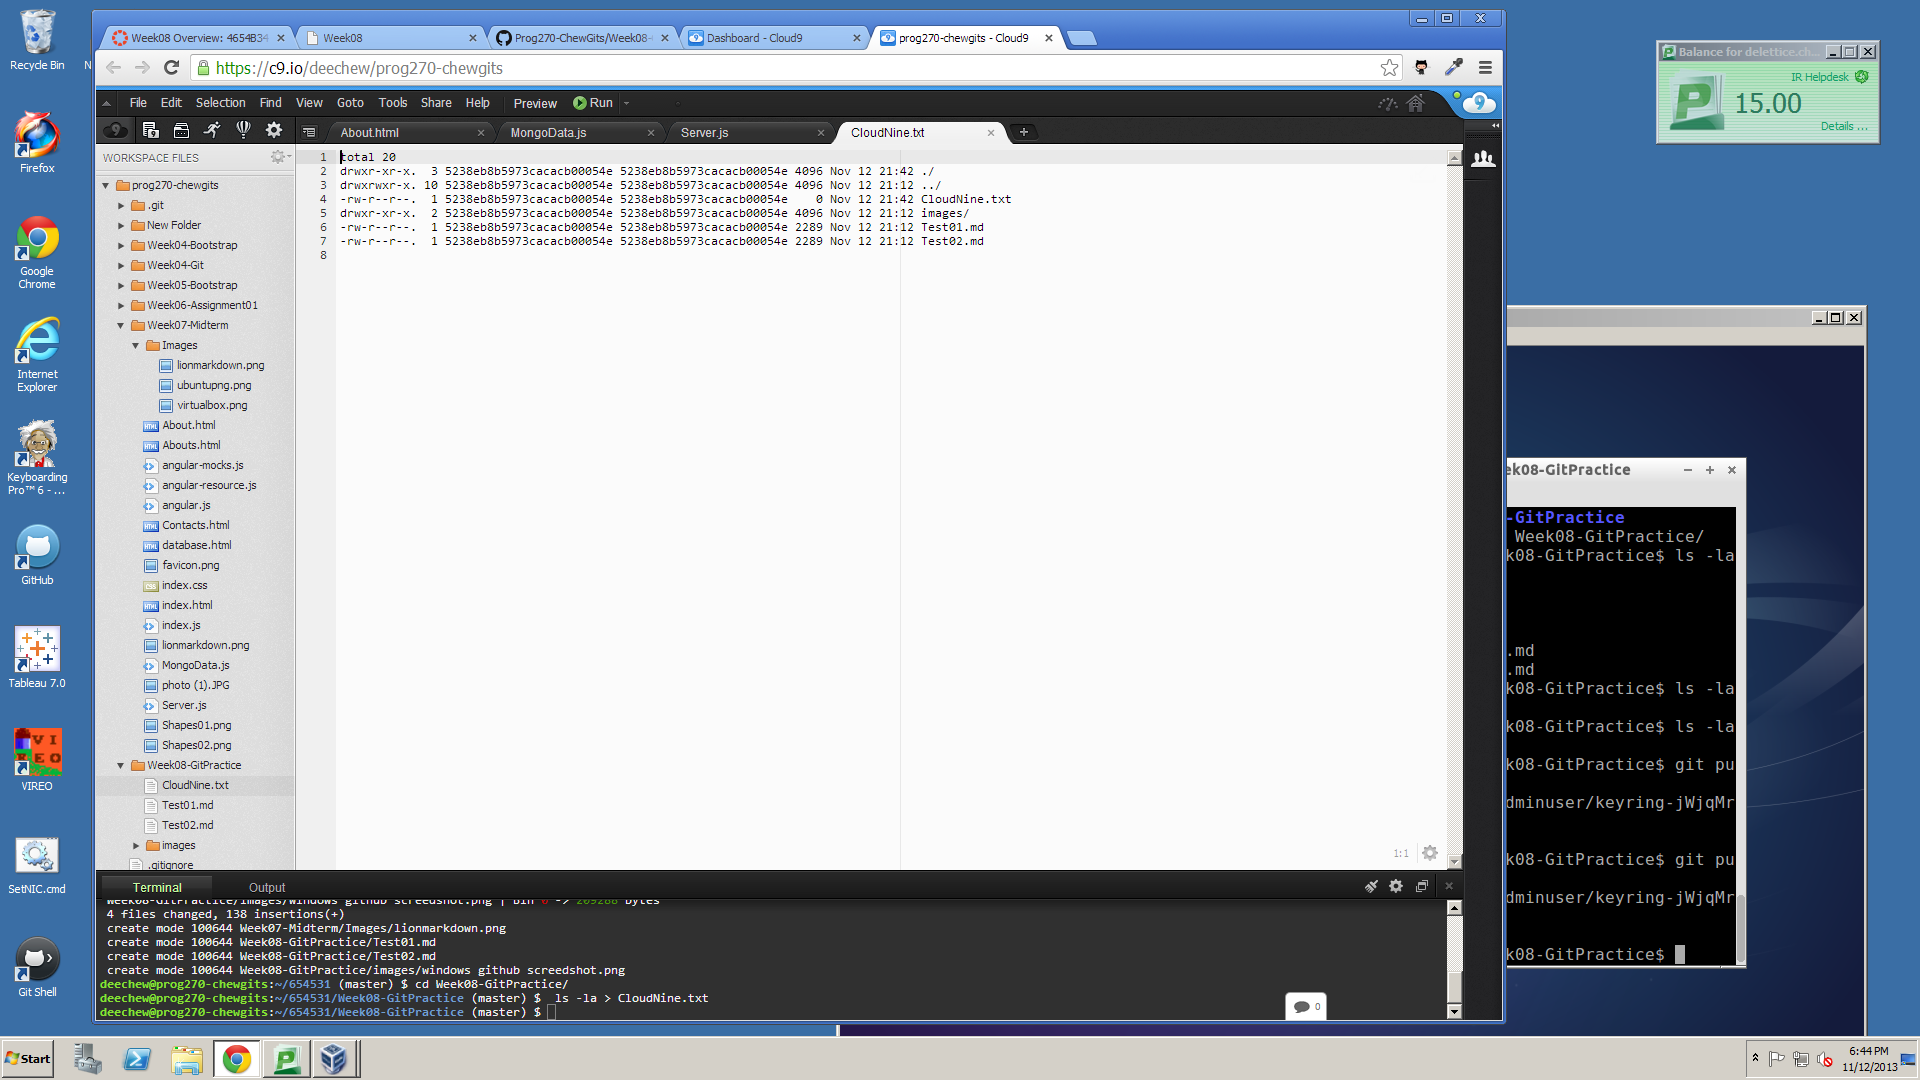 Recycle Bin
N
Firefox
Google
Chrome
Internet
Explorer
Keyboarding
Pro™ 6 - ...
GitHub
Tableau 7.0
VIREO
SetNIC.cmd
Git Shell
Week08 Overview: 4654B34
Week08
Prog270-ChewGits/Week08-
Dashboard - Cloud9
prog270-chewgits - Cloud9
https://c9.io/deechew/prog270-chewgits
File Edit Selection Find View Goto Tools Share Help Preview Run
About.html
MongoData.js
Server.js
CloudNine.txt
WORKSPACE FILES
prog270-chewgits
.git
New Folder
Week04-Bootstrap
Week04-Git
Week05-Bootstrap
Week06-Assignment01
Week07-Midterm
Images
lionmarkdown.png
ubuntupng.png
virtualbox.png
About.html
Abouts.html
angular-mocks.js
angular-resource.js
angular.js
Contacts.html
database.html
favicon.png
index.css
index.html
index.js
lionmarkdown.png
MongoData.js
photo (1).JPG
Server.js
Shapes01.png
Shapes02.png
Week08-GitPractice
CloudNine.txt
Test01.md
Test02.md
images
.gitignore
1 total 20
2 drwxr-xr-x.  3 5238eb8b5973cacacb00054e 5238eb8b5973cacacb00054e 4096 Nov 12 21:42 ./
3 drwxrwxr-x. 10 5238eb8b5973cacacb00054e 5238eb8b5973cacacb00054e 4096 Nov 12 21:12 ../
4 -rw-r--r--.  1 5238eb8b5973cacacb00054e 5238eb8b5973cacacb00054e    0 Nov 12 21:42 CloudNine.txt
5 drwxr-xr-x.  2 5238eb8b5973cacacb00054e 5238eb8b5973cacacb00054e 4096 Nov 12 21:12 images/
6 -rw-r--r--.  1 5238eb8b5973cacacb00054e 5238eb8b5973cacacb00054e 2289 Nov 12 21:12 Test01.md
7 -rw-r--r--.  1 5238eb8b5973cacacb00054e 5238eb8b5973cacacb00054e 2289 Nov 12 21:12 Test02.md
8
1:1
Terminal Output
Week08-GitPractice/images/windows github screedshot.png | Bin 0 -> 209288 bytes
4 files changed, 138 insertions(+)
create mode 100644 Week07-Midterm/Images/lionmarkdown.png
create mode 100644 Week08-GitPractice/Test01.md
create mode 100644 Week08-GitPractice/Test02.md
create mode 100644 Week08-GitPractice/images/windows github screedshot.png
deechew@prog270-chewgits:~/654531 (master) $ cd Week08-GitPractice/
deechew@prog270-chewgits:~/654531/Week08-GitPractice (master) $  ls -la > CloudNine.txt
deechew@prog270-chewgits:~/654531/Week08-GitPractice (master) $
0
Balance for delettice.ch...
IR Helpdesk
15.00
Details ...
ek08-GitPractice
-GitPractice
Week08-GitPractice/
k08-GitPractice$ ls -la
.md
.md
k08-GitPractice$ ls -la
k08-GitPractice$ ls -la
k08-GitPractice$ git pu
dminuser/keyring-jWjqMr
k08-GitPractice$ git pu
dminuser/keyring-jWjqMr
k08-GitPractice$
Start
6:44 PM
11/12/2013